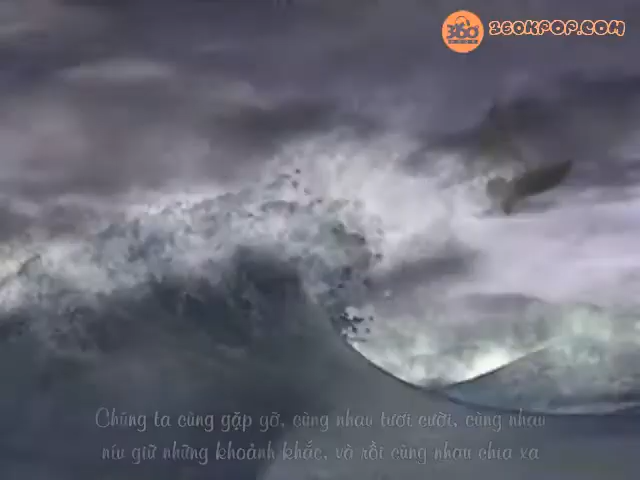 360
360KPOP.COM
Chúng ta cùng gặp gỡ, cùng nhau tươi cười, cùng nhau
níu giữ những khoảnh khắc, và rồi cùng nhau chia xa